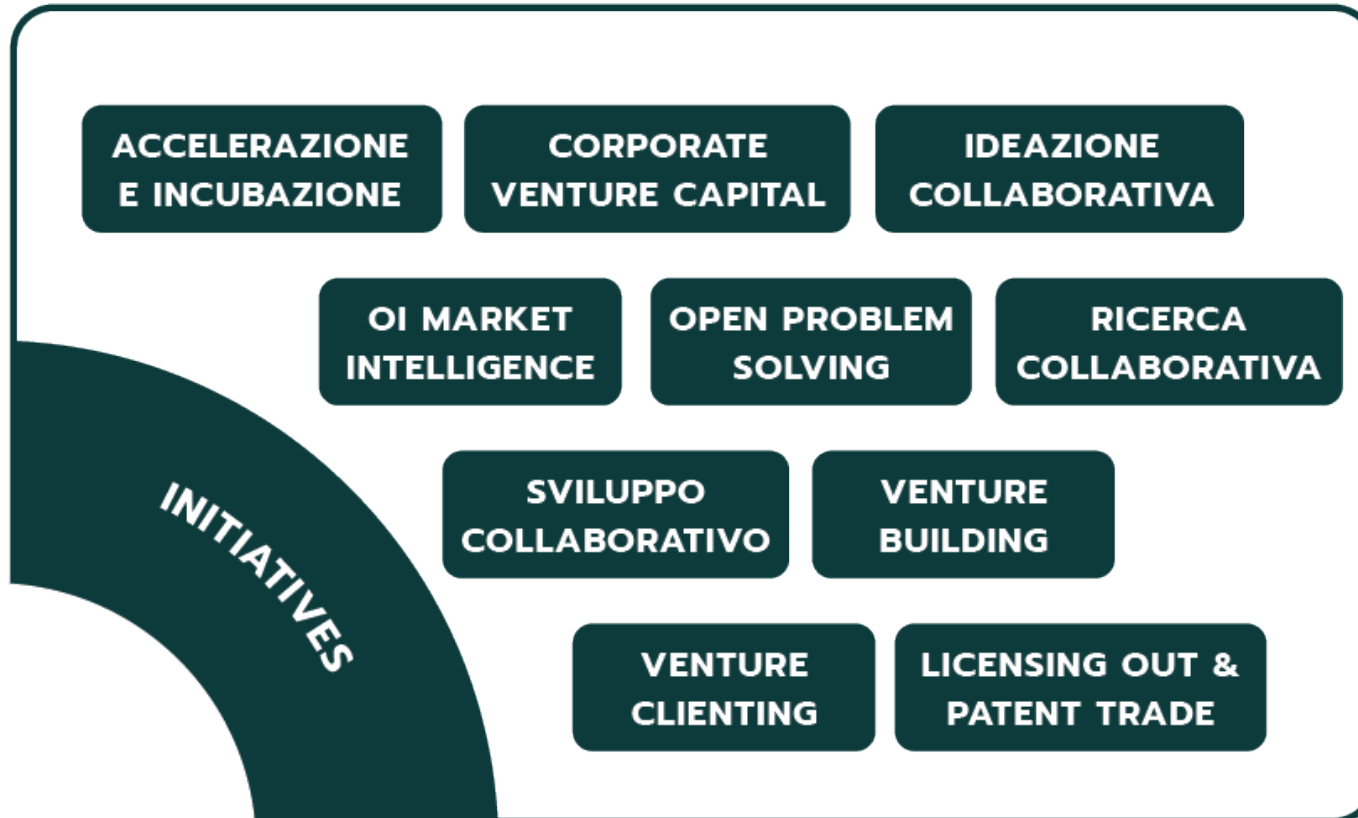 ACCELERAZIONE
E INCUBAZIONE
CORPORATE
VENTURE CAPITAL
IDEAZIONE
COLLABORATIVA
OI MARKET
INTELLIGENCE
OPEN PROBLEM
SOLVING
RICERCA
COLLABORATIVA
SVILUPPO
COLLABORATIVO
VENTURE
BUILDING
VENTURE
CLIENTING
LICENSING OUT &
PATENT TRADE
INITIATIVES